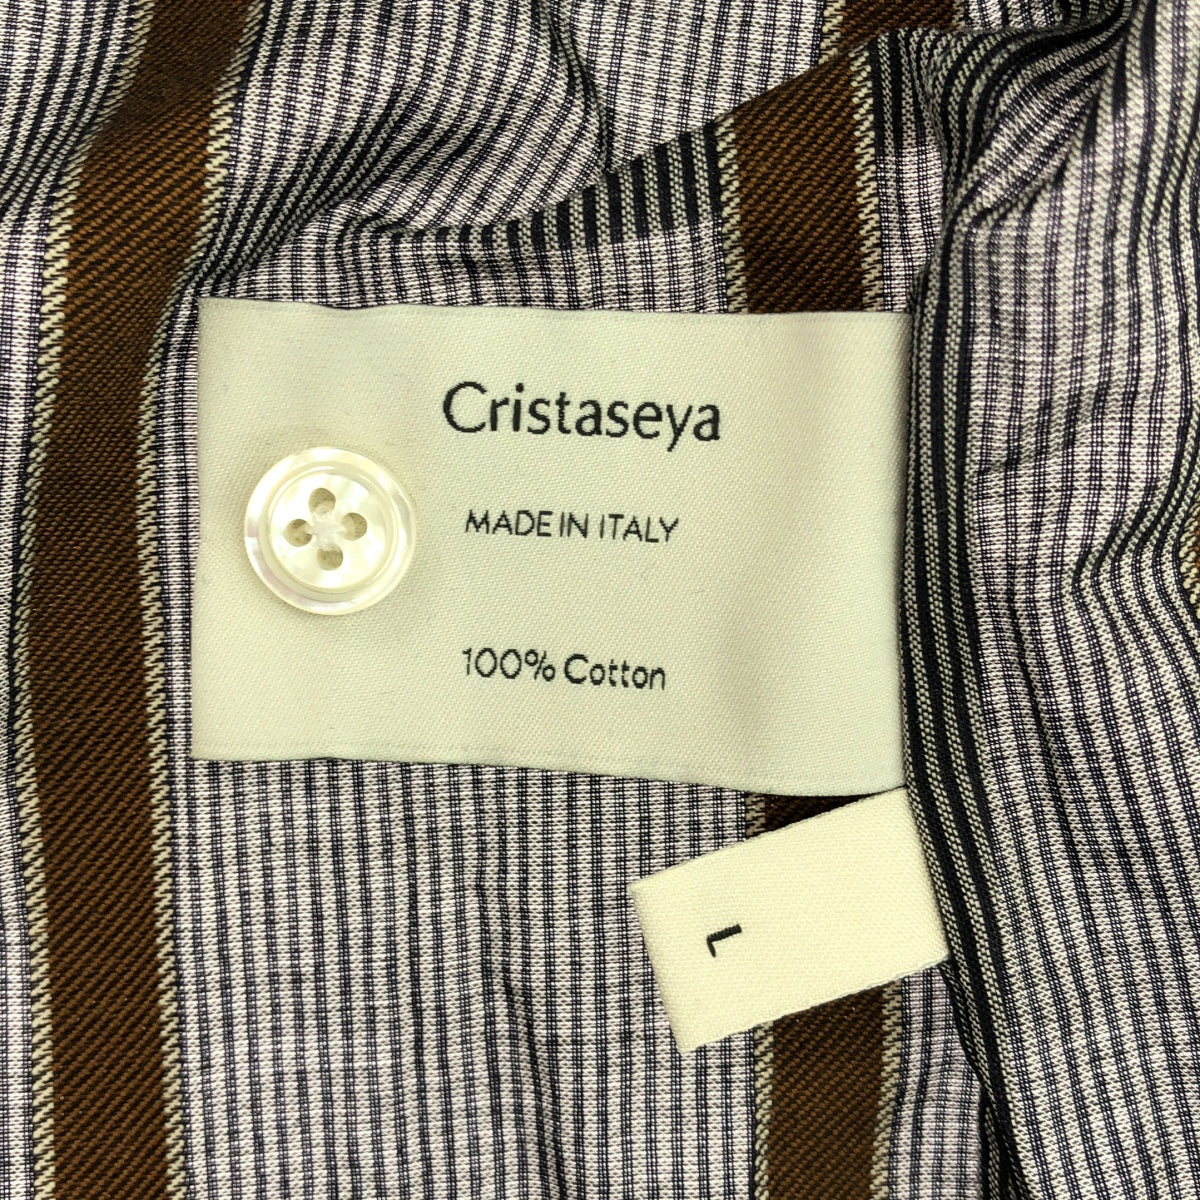 Cristaseya
MADE IN ITALY
100% Cotton
L